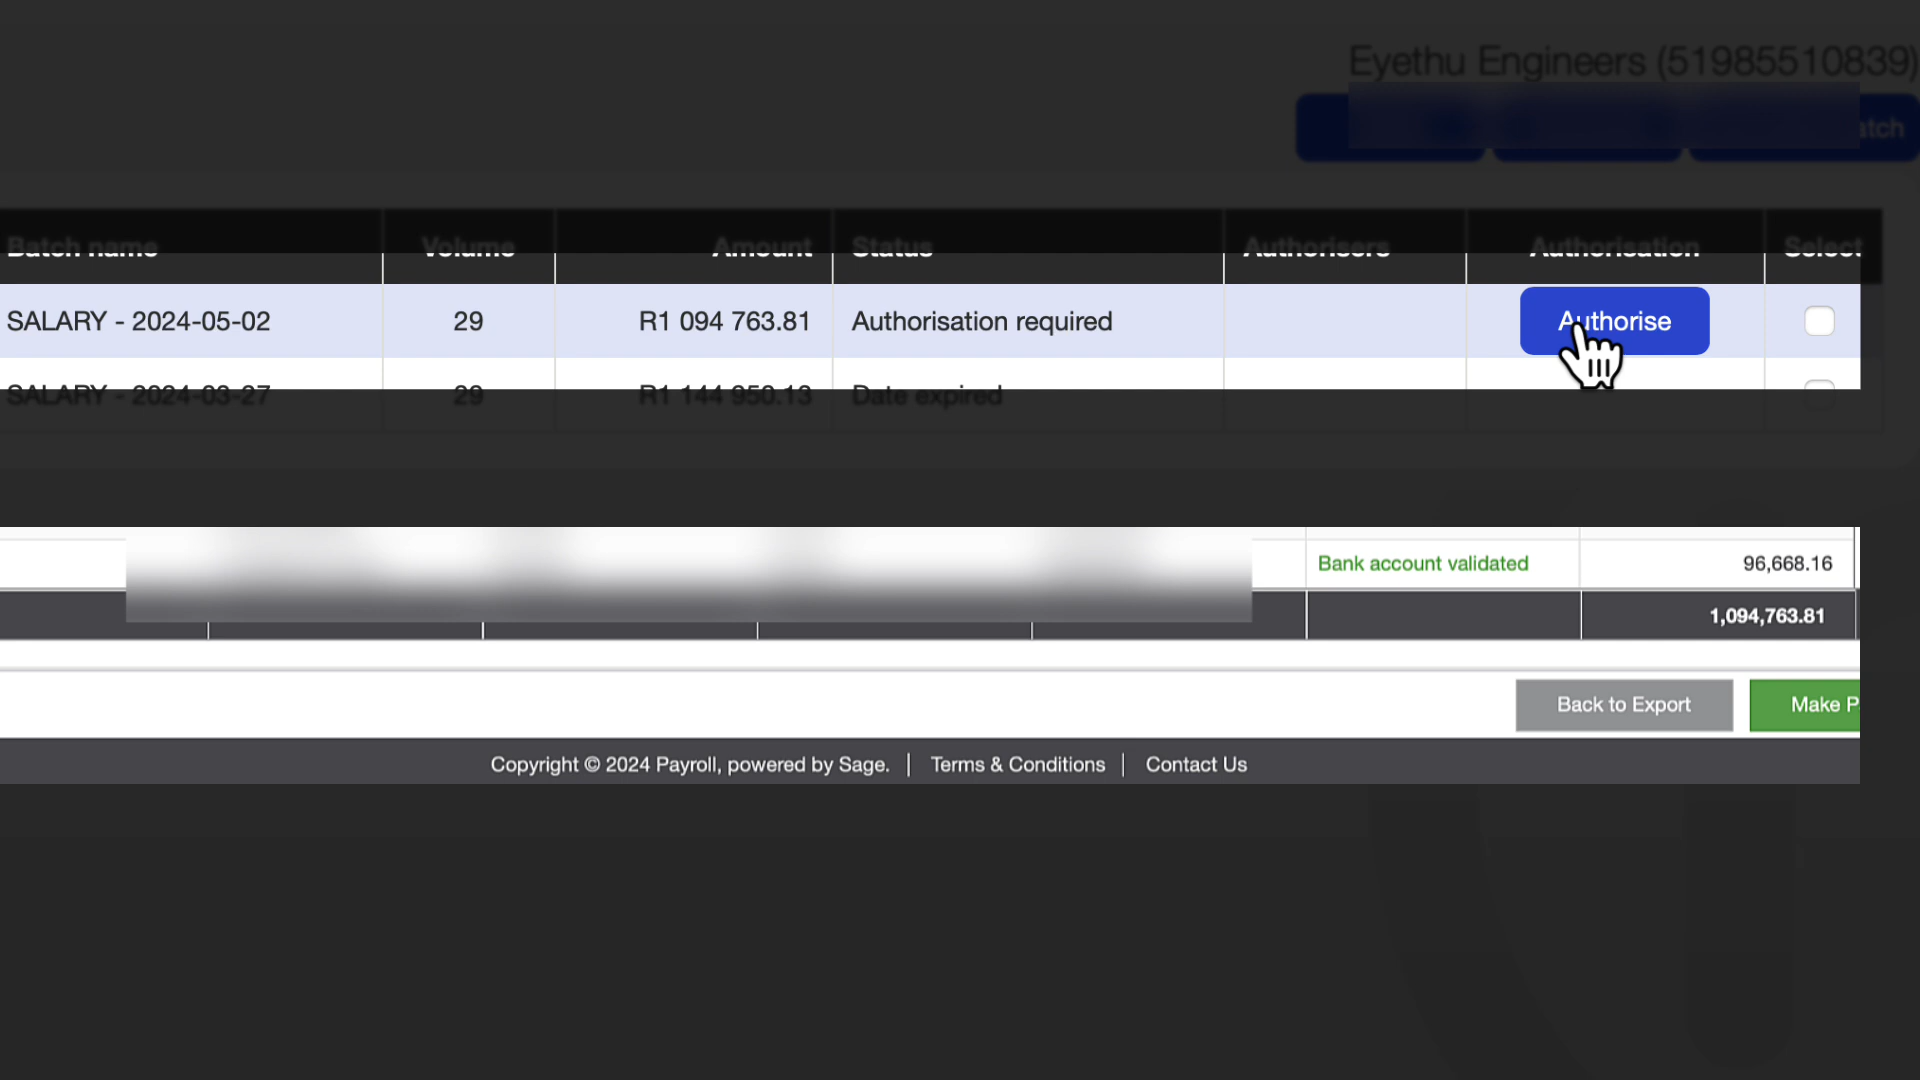 Eyethu Engineers (51985510839)
atch
Batch name Volume Amount Status Authorisers Authorisation Select
SALARY - 2024-05-02 29 R1 094 763.81 Authorisation required Authorise
SALARY - 2024-03-27 29 R1 144 950.13 Date expired
Bank account validated 96,668.16
1,094,763.81
Back to Export Make P
Copyright © 2024 Payroll, powered by Sage. | Terms & Conditions | Contact Us